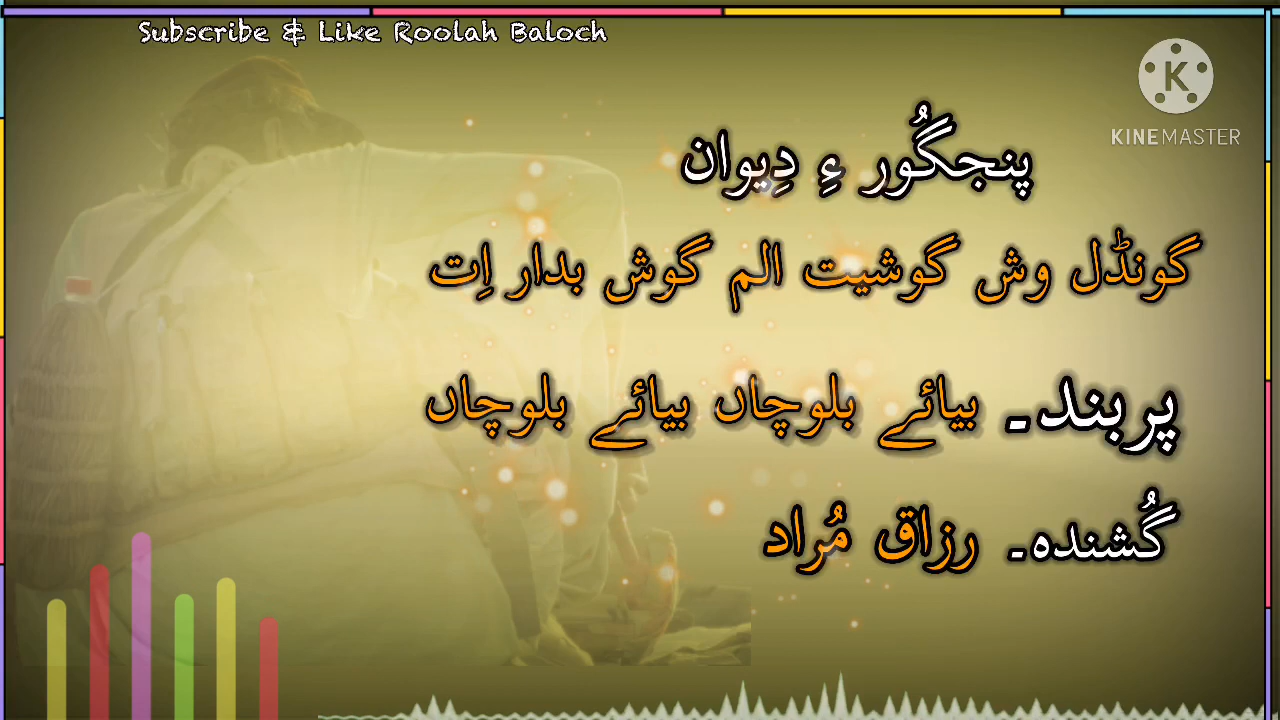 Subscribe & Like Roolah Baloch
KINEMASTER
پنجگُور ءِ دِیوان
گونڈل وش گوشیت الم گوش بدار اِت
پربند۔ بیائے بلوچاں بیائے بلوچاں
گُشندہ۔ رزاق مُراد